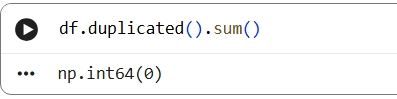 df.duplicated().sum()
np.int64(0)